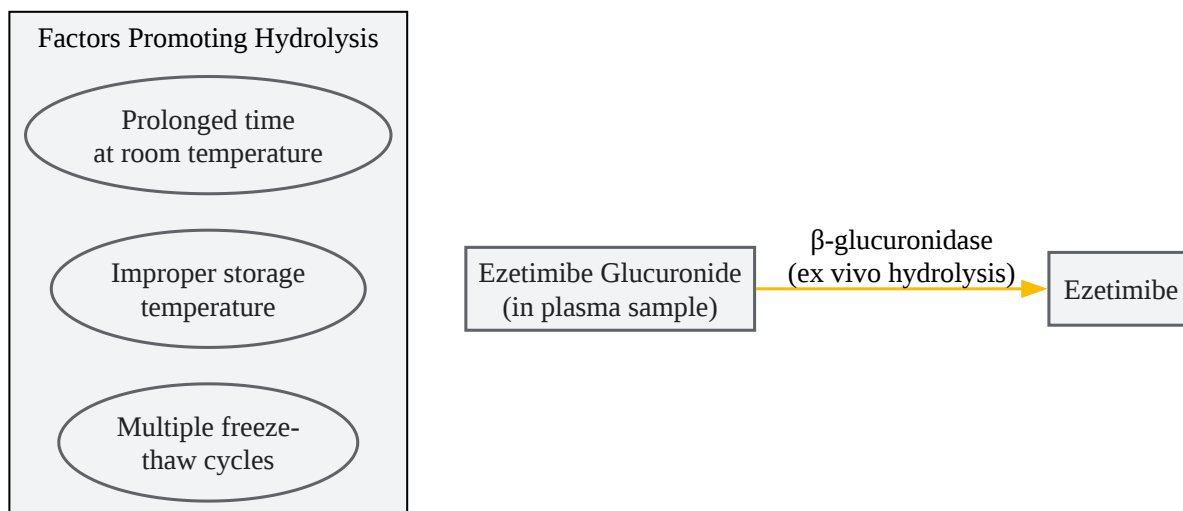 Factors Promoting Hydrolysis
Prolonged time
at room temperature
Improper storage
temperature
Multiple freeze-
thaw cycles
Ezetimibe Glucuronide
(in plasma sample)
β-glucuronidase
(ex vivo hydrolysis)
Ezetimibe